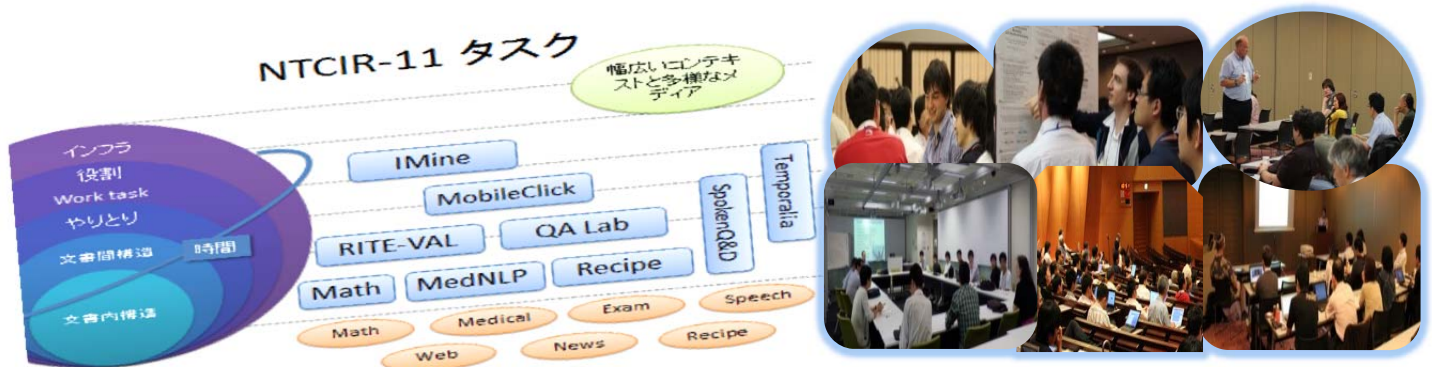 NTCIR-11 タスク
幅広いコンテキ
ストと多様なメ
ディア
インフラ
役割
Work task
やりとり
文書間構造
時間
文書内構造
IMine
MobileClick
RITE-VAL
QA Lab
Math
MedNLP
Recipe
SpokenQ&D
Temporalia
Math
Medical
Exam
Speech
Web
News
Recipe